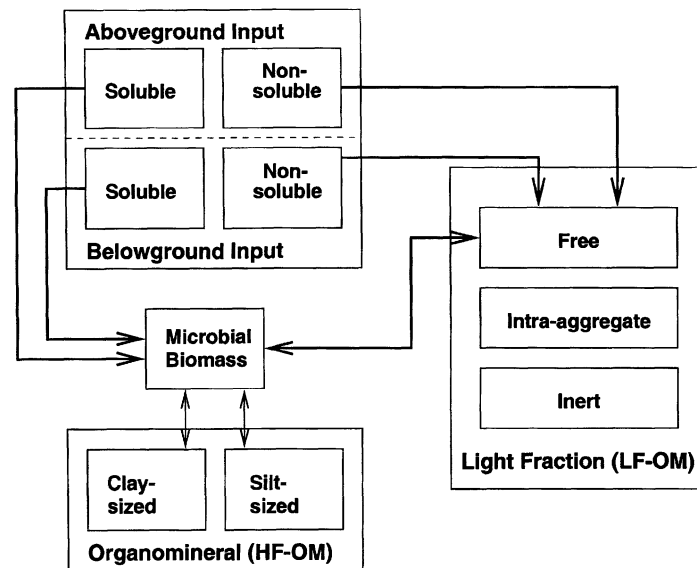 Aboveground Input
Soluble
Non-
soluble
Soluble
Non-
soluble
Belowground Input
Free
Intra-aggregate
Inert
Light Fraction (LF-OM)
Microbial
Biomass
Clay-
sized
Silt-
sized
Organomineral (HF-OM)